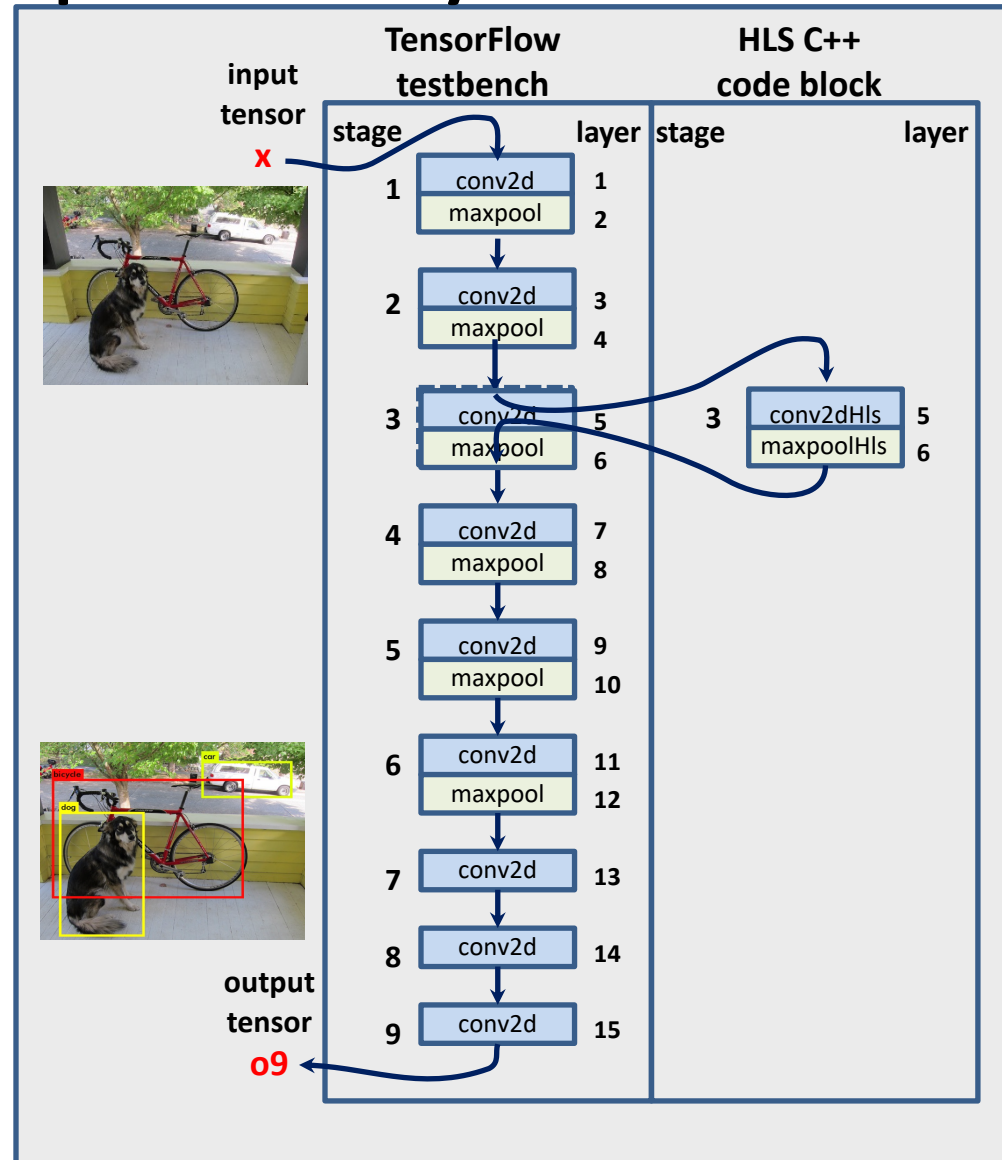 TensorFlow
testbench
HLS C++
code block
input
tensor
x
stage
layer
stage
layer
1
conv2d
1
maxpool
2
2
conv2d
3
maxpool
4
3
conv2d
5
maxpool
6
3
conv2dHls
5
maxpoolHls
6
4
conv2d
7
maxpool
8
5
conv2d
9
maxpool
10
6
conv2d
11
maxpool
12
car
bicycle
dog
7
conv2d
13
8
conv2d
14
output
tensor
o9
9
conv2d
15